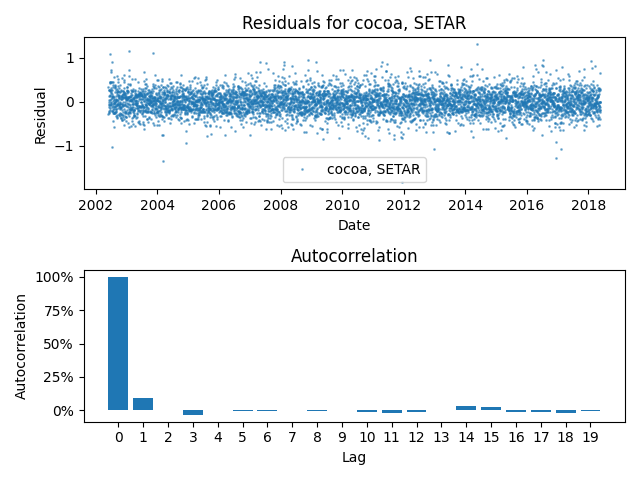 Residuals for cocoa, SETAR
1
0
−1
Residual
cocoa, SETAR
2002 2004 2006 2008 2010 2012 2014 2016 2018
Date
Autocorrelation
100%
75%
50%
25%
0%
Autocorrelation
0 1 2 3 4 5 6 7 8 9 10 11 12 13 14 15 16 17 18 19
Lag